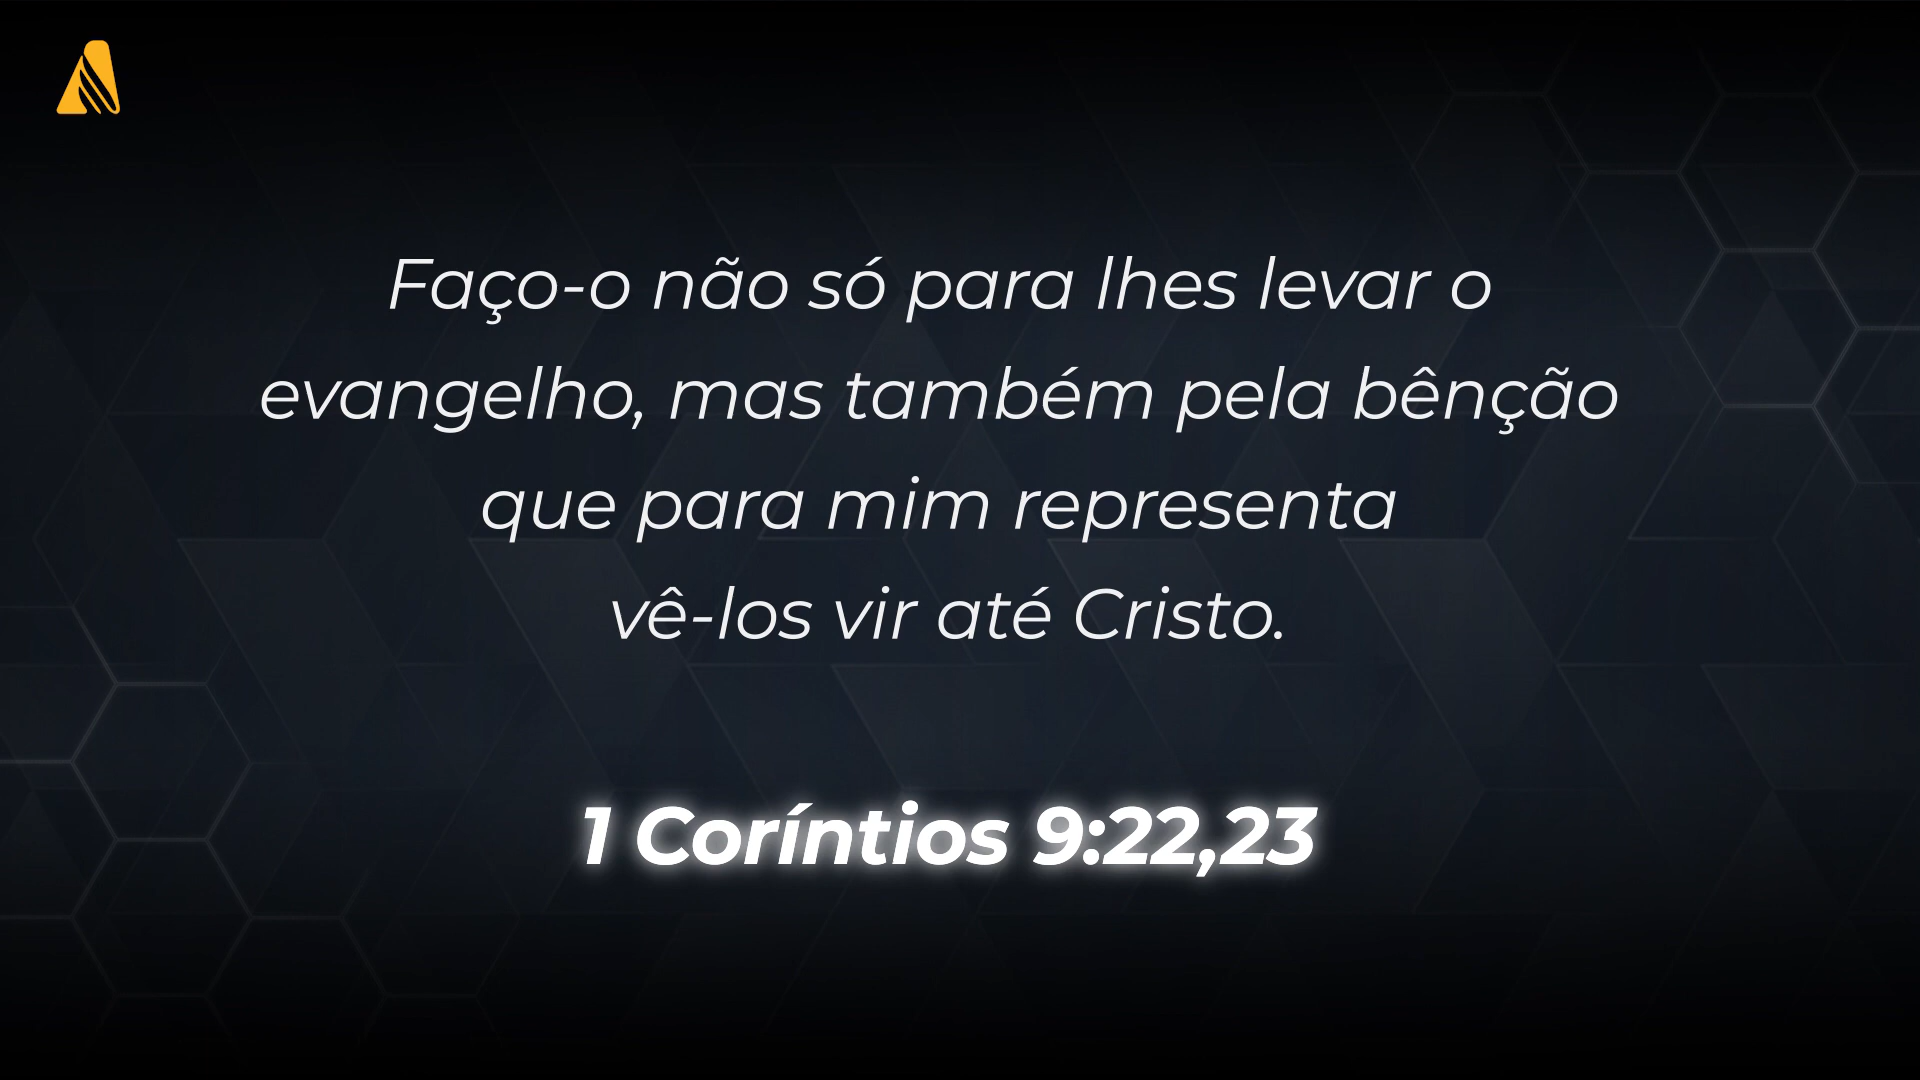 Faço-o não só para lhes levar o
evangelho, mas também pela bênção
que para mim representa
vê-los vir até Cristo.
1 Coríntios 9:22,23